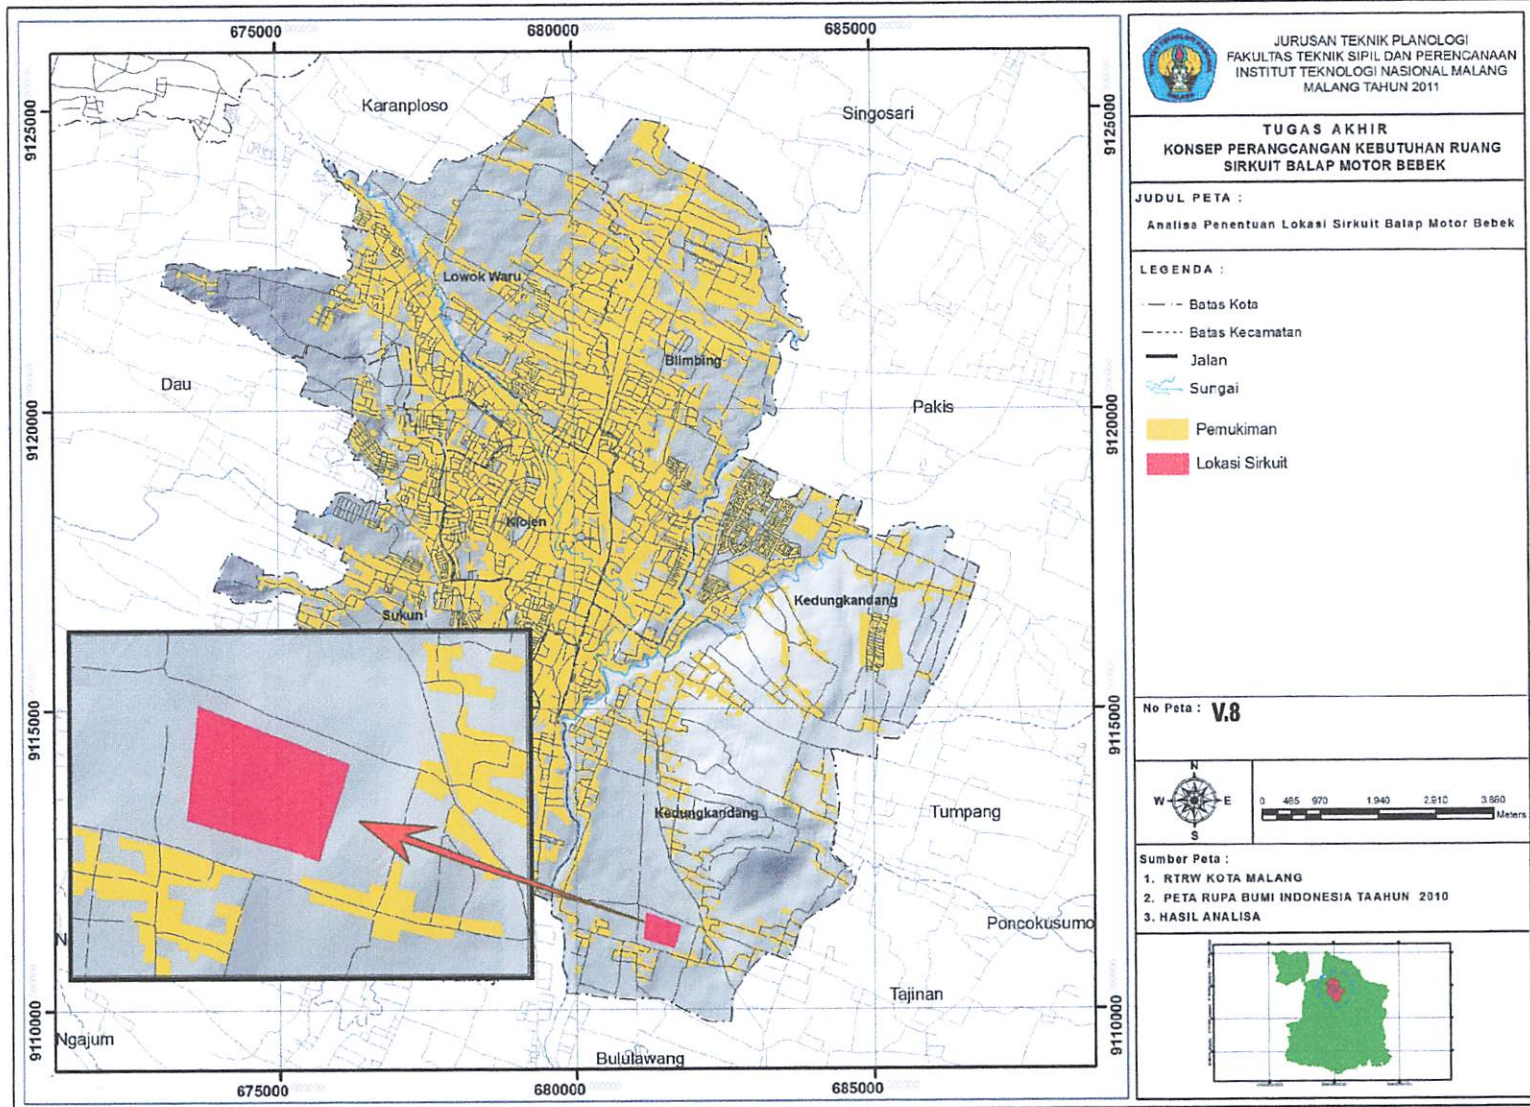 675000
680000
685000
9125000
9125000
Karanploso
Singosari
Lowok Waru
Blimbing
Dau
9120000
Pakis
9120000
Klojen
Sukun
Kedungkandang
9115000
9115000
Kedungkandang
Tumpang
Poncokusumo
Tajinan
9110000
9110000
Ngajum
Bululawang
675000
680000
685000
JURUSAN TEKNIK PLANOLOGI
FAKULTAS TEKNIK SIPIL DAN PERENCANAAN
INSTITUT TEKNOLOGI NASIONAL MALANG
MALANG TAHUN 2011
TUGAS AKHIR
KONSEP PERANGCANGAN KEBUTUHAN RUANG
SIRKUIT BALAP MOTOR BEBEK
JUDUL PETA :
Analisa Penentuan Lokasi Sirkuit Balap Motor Bebek
LEGENDA :
Batas Kota
Batas Kecamatan
Jalan
Sungai
Pemukiman
Lokasi Sirkuit
No Peta : V.8
N
W E
S
0 485 970 1.940 2.910 3.880
Meters
Sumber Peta :
1. RTRW KOTA MALANG
2. PETA RUPA BUMI INDONESIA TAAHUN 2010
3. HASIL ANALISA